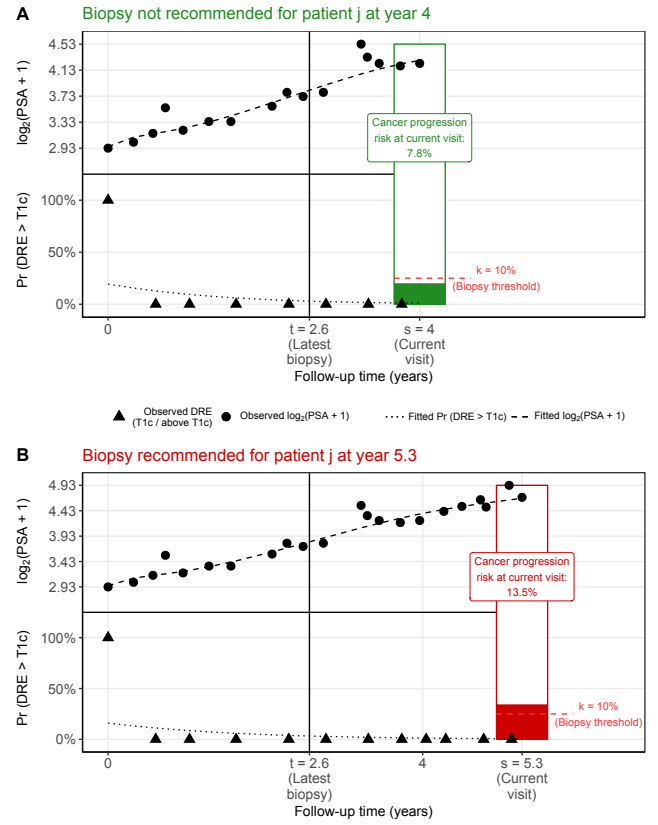 A
Biopsy not recommended for patient j at year 4
log₂(PSA + 1)
4.53
4.13
3.73
3.33
2.93
Cancer progression
risk at current visit:
7.8%
Pr (DRE > T1c)
100%
50%
0%
k = 10%
(Biopsy threshold)
0
t = 2.6
(Latest
biopsy)
s = 4
(Current
visit)
Follow-up time (years)
Observed DRE
(T1c / above T1c)
Observed log₂(PSA + 1)
Fitted Pr (DRE > T1c)
Fitted log₂(PSA + 1)
B
Biopsy recommended for patient j at year 5.3
log₂(PSA + 1)
4.93
4.43
3.93
3.43
2.93
Cancer progression
risk at current visit:
13.5%
Pr (DRE > T1c)
100%
50%
0%
k = 10%
(Biopsy threshold)
0
t = 2.6
(Latest
biopsy)
4
s = 5.3
(Current
visit)
Follow-up time (years)